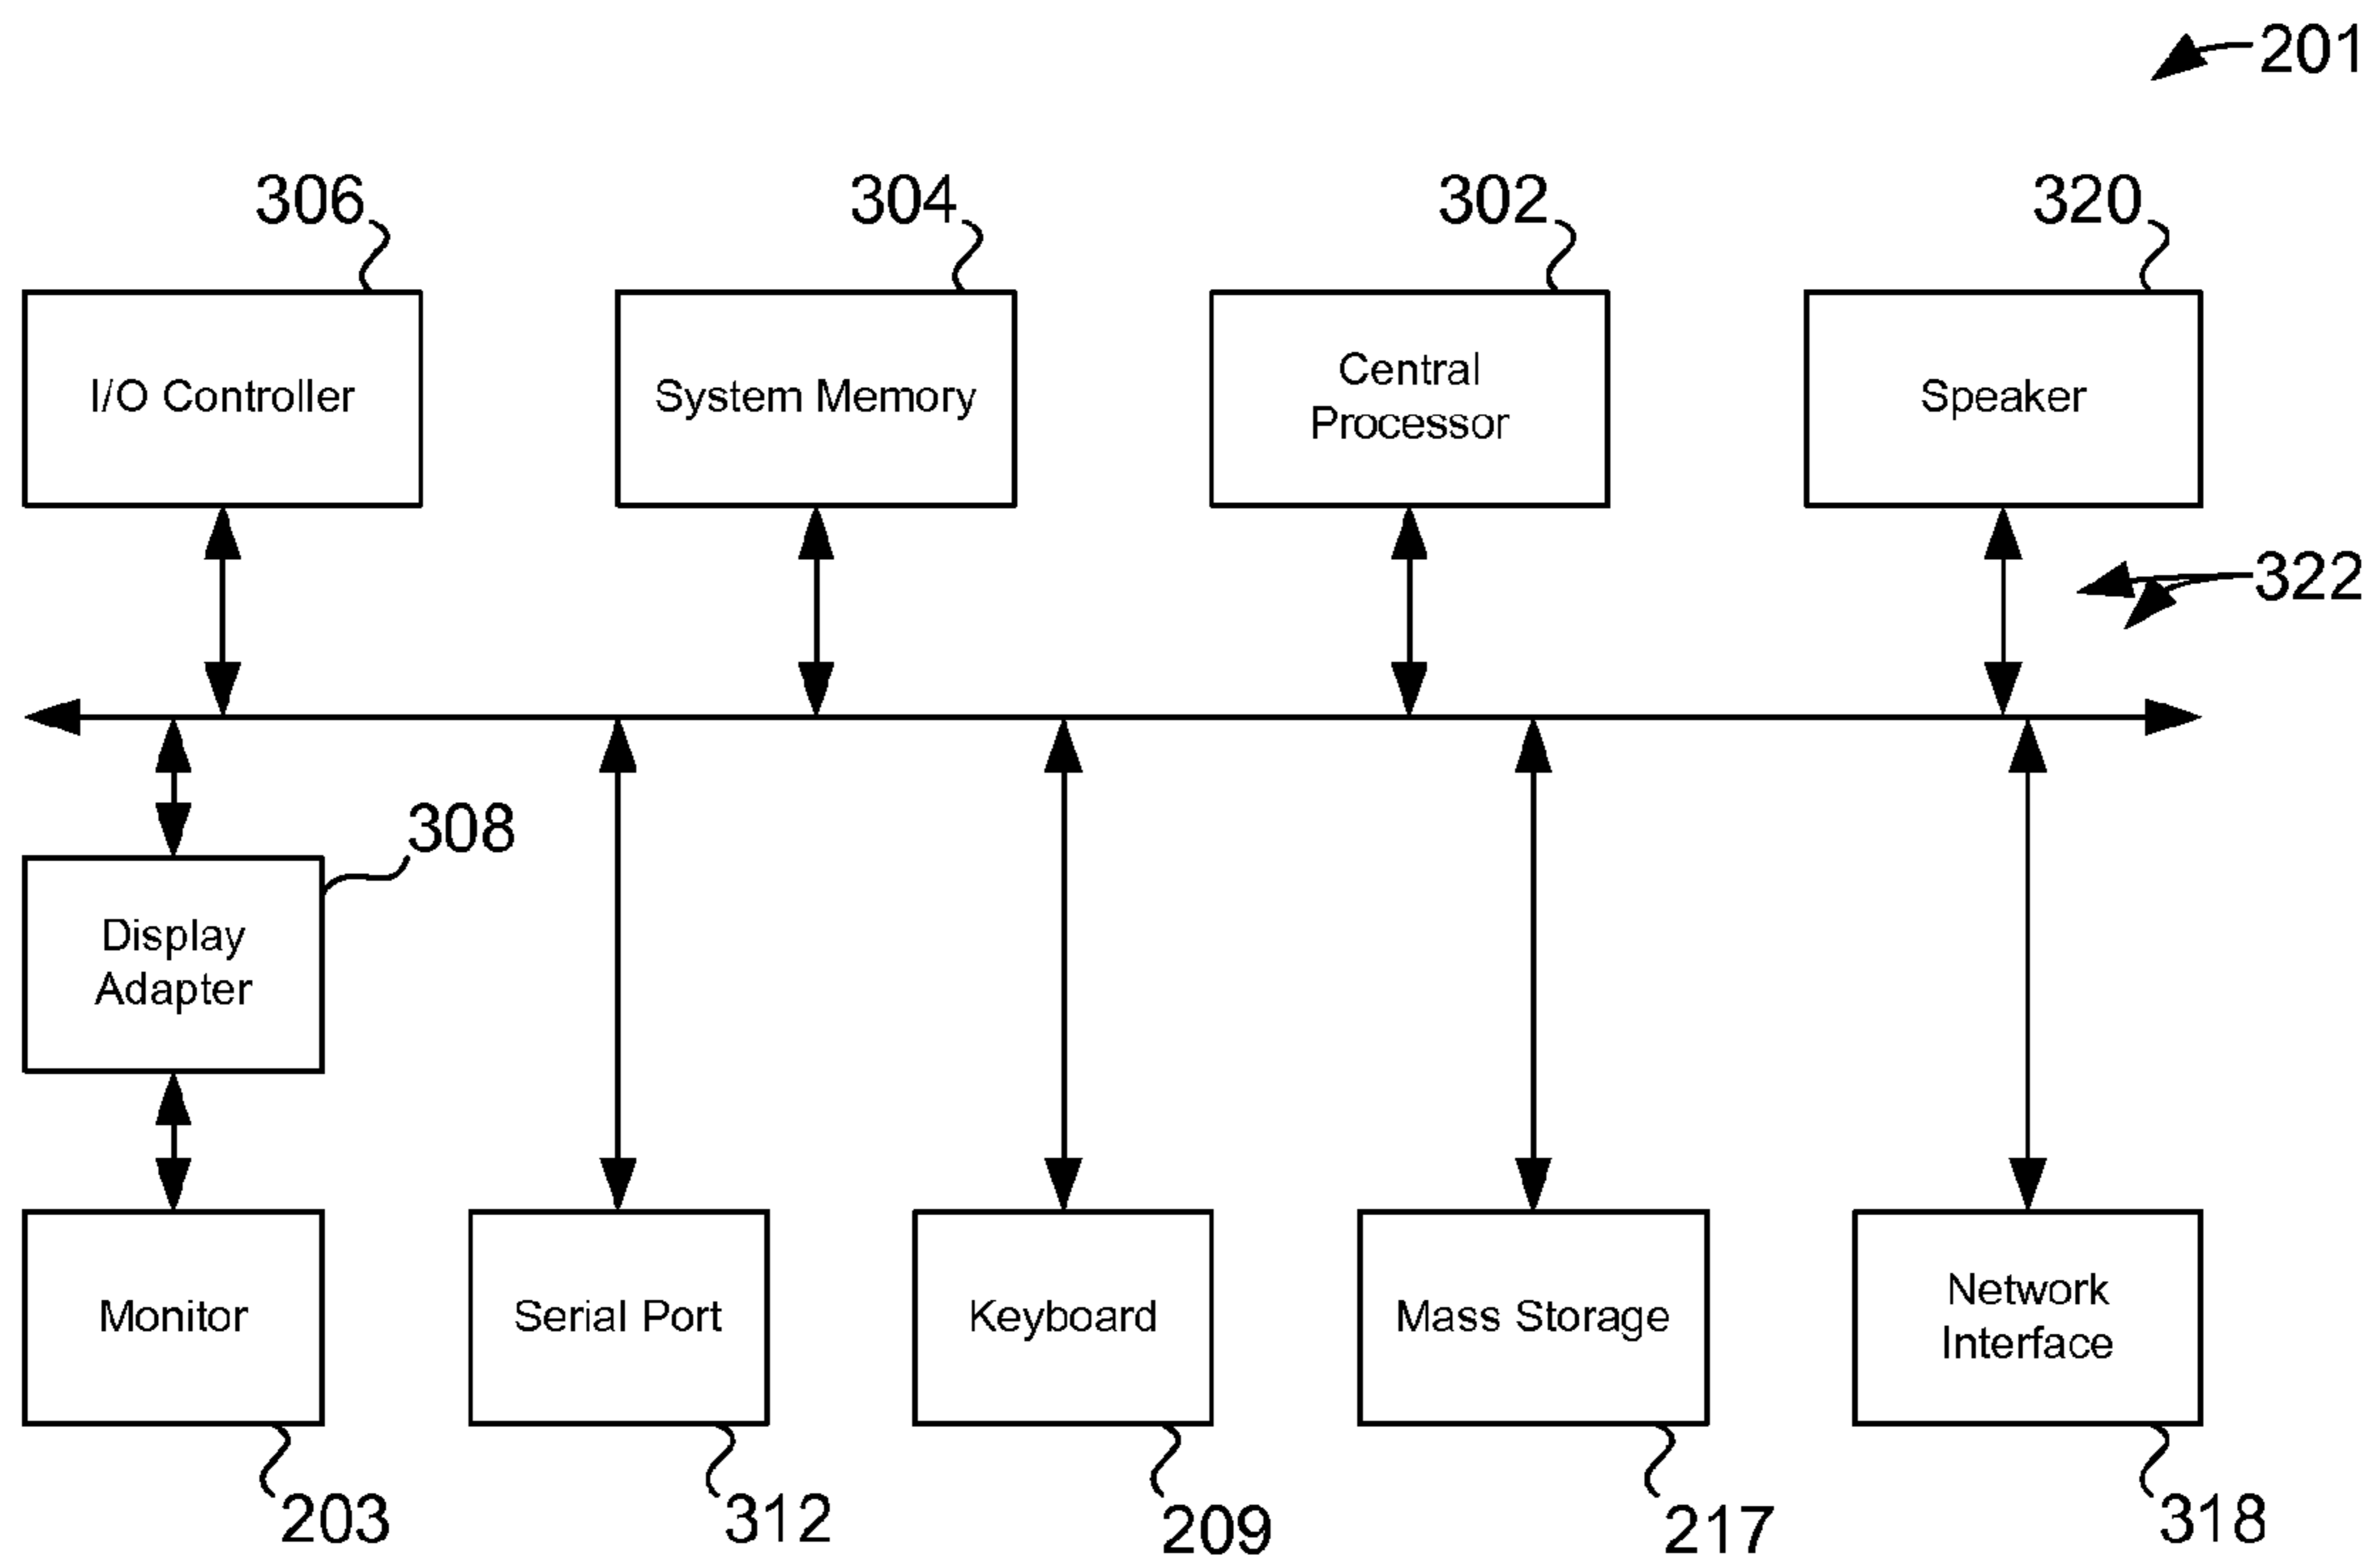 201
306
304
302
320
I/O Controller
System Memory
Central
Processor
Speaker
322
308
Display
Adapter
Monitor
Serial Port
Keyboard
Mass Storage
Network
Interface
203
312
209
217
318